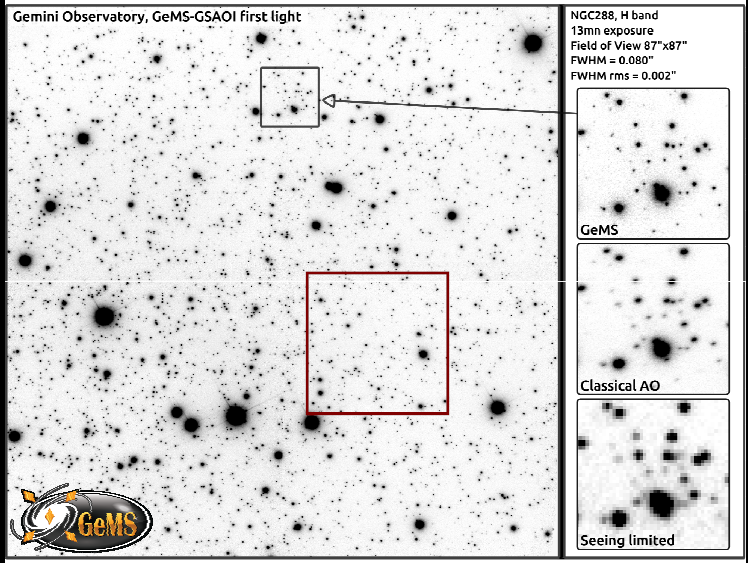 Gemini Observatory, GeMS-GSAOI first light
NGC288, H band
13mn exposure
Field of View 87"x87"
FWHM = 0.080"
FWHM rms = 0.002"
GeMS
Classical AO
Seeing limited
GeMS